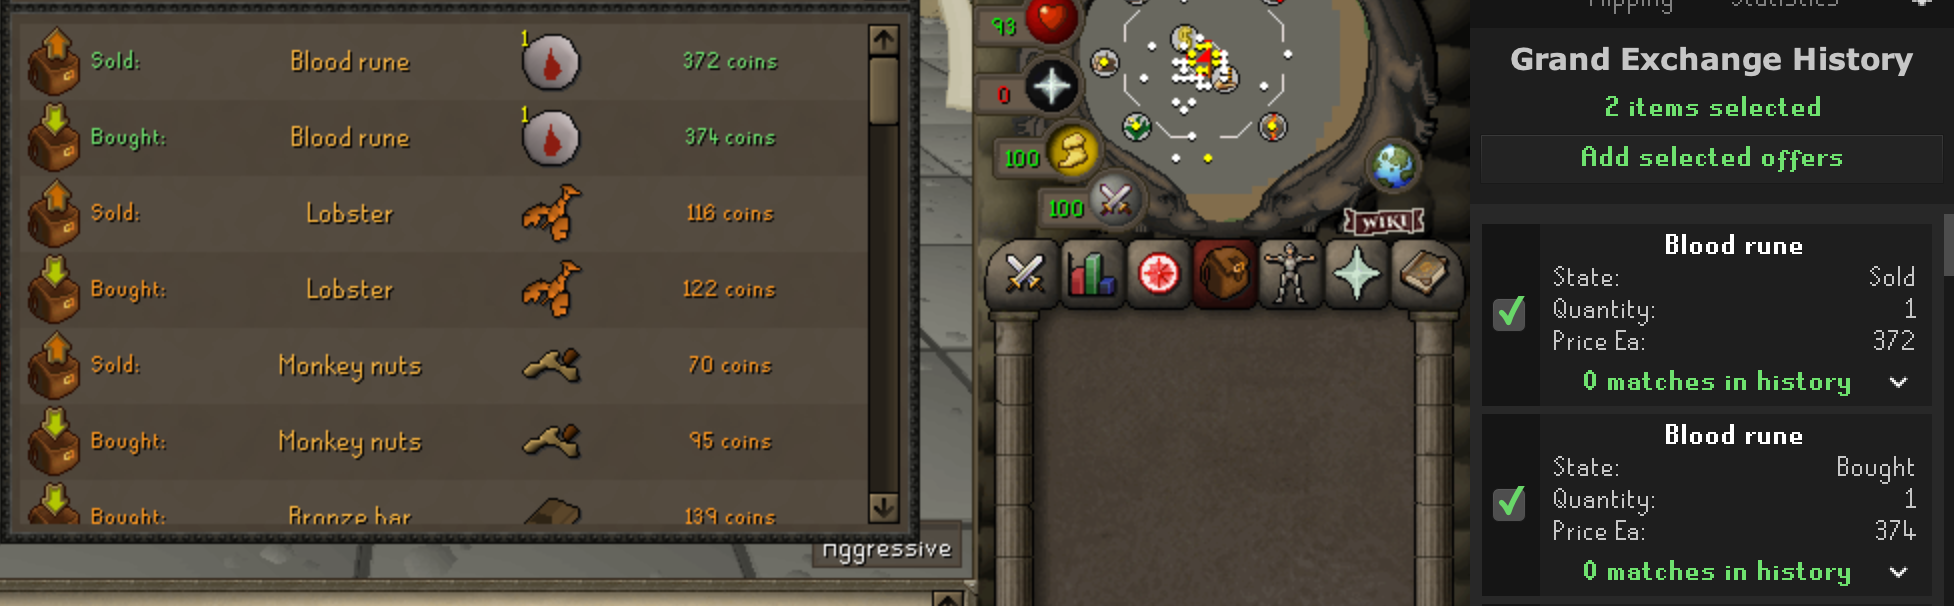 Sold: Blood rune 1 372 coins
Bought: Blood rune 1 374 coins
Sold: Lobster 116 coins
Bought: Lobster 122 coins
Sold: Monkey nuts 70 coins
Bought: Monkey nuts 95 coins
Bought: Bronze bar 139 coins
Aggressive
93
0
100
100
WIKI
Flipping Statistics
Grand Exchange History
2 items selected
Add selected offers
Blood rune
State: Sold
Quantity: 1
Price Ea: 372
0 matches in history
Blood rune
State: Bought
Quantity: 1
Price Ea: 374
0 matches in history